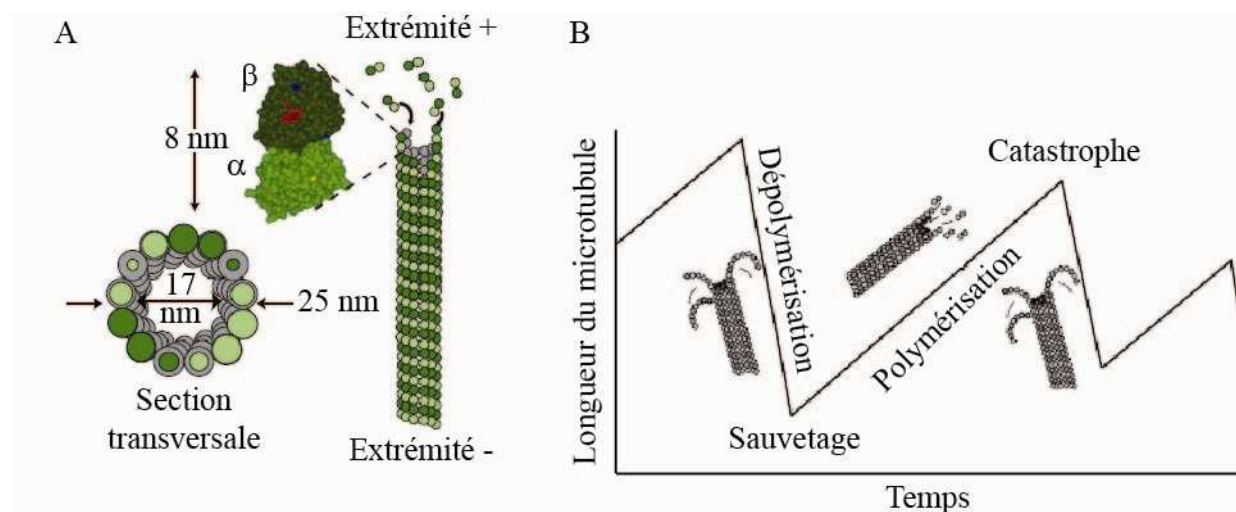 A
Extrémité +
β
8 nm
α
17
nm
25 nm
Section
transversale
Extrémité -
B
Longueur du microtubule
Dépolymérisation
Catastrophe
Polymérisation
Sauvetage
Temps